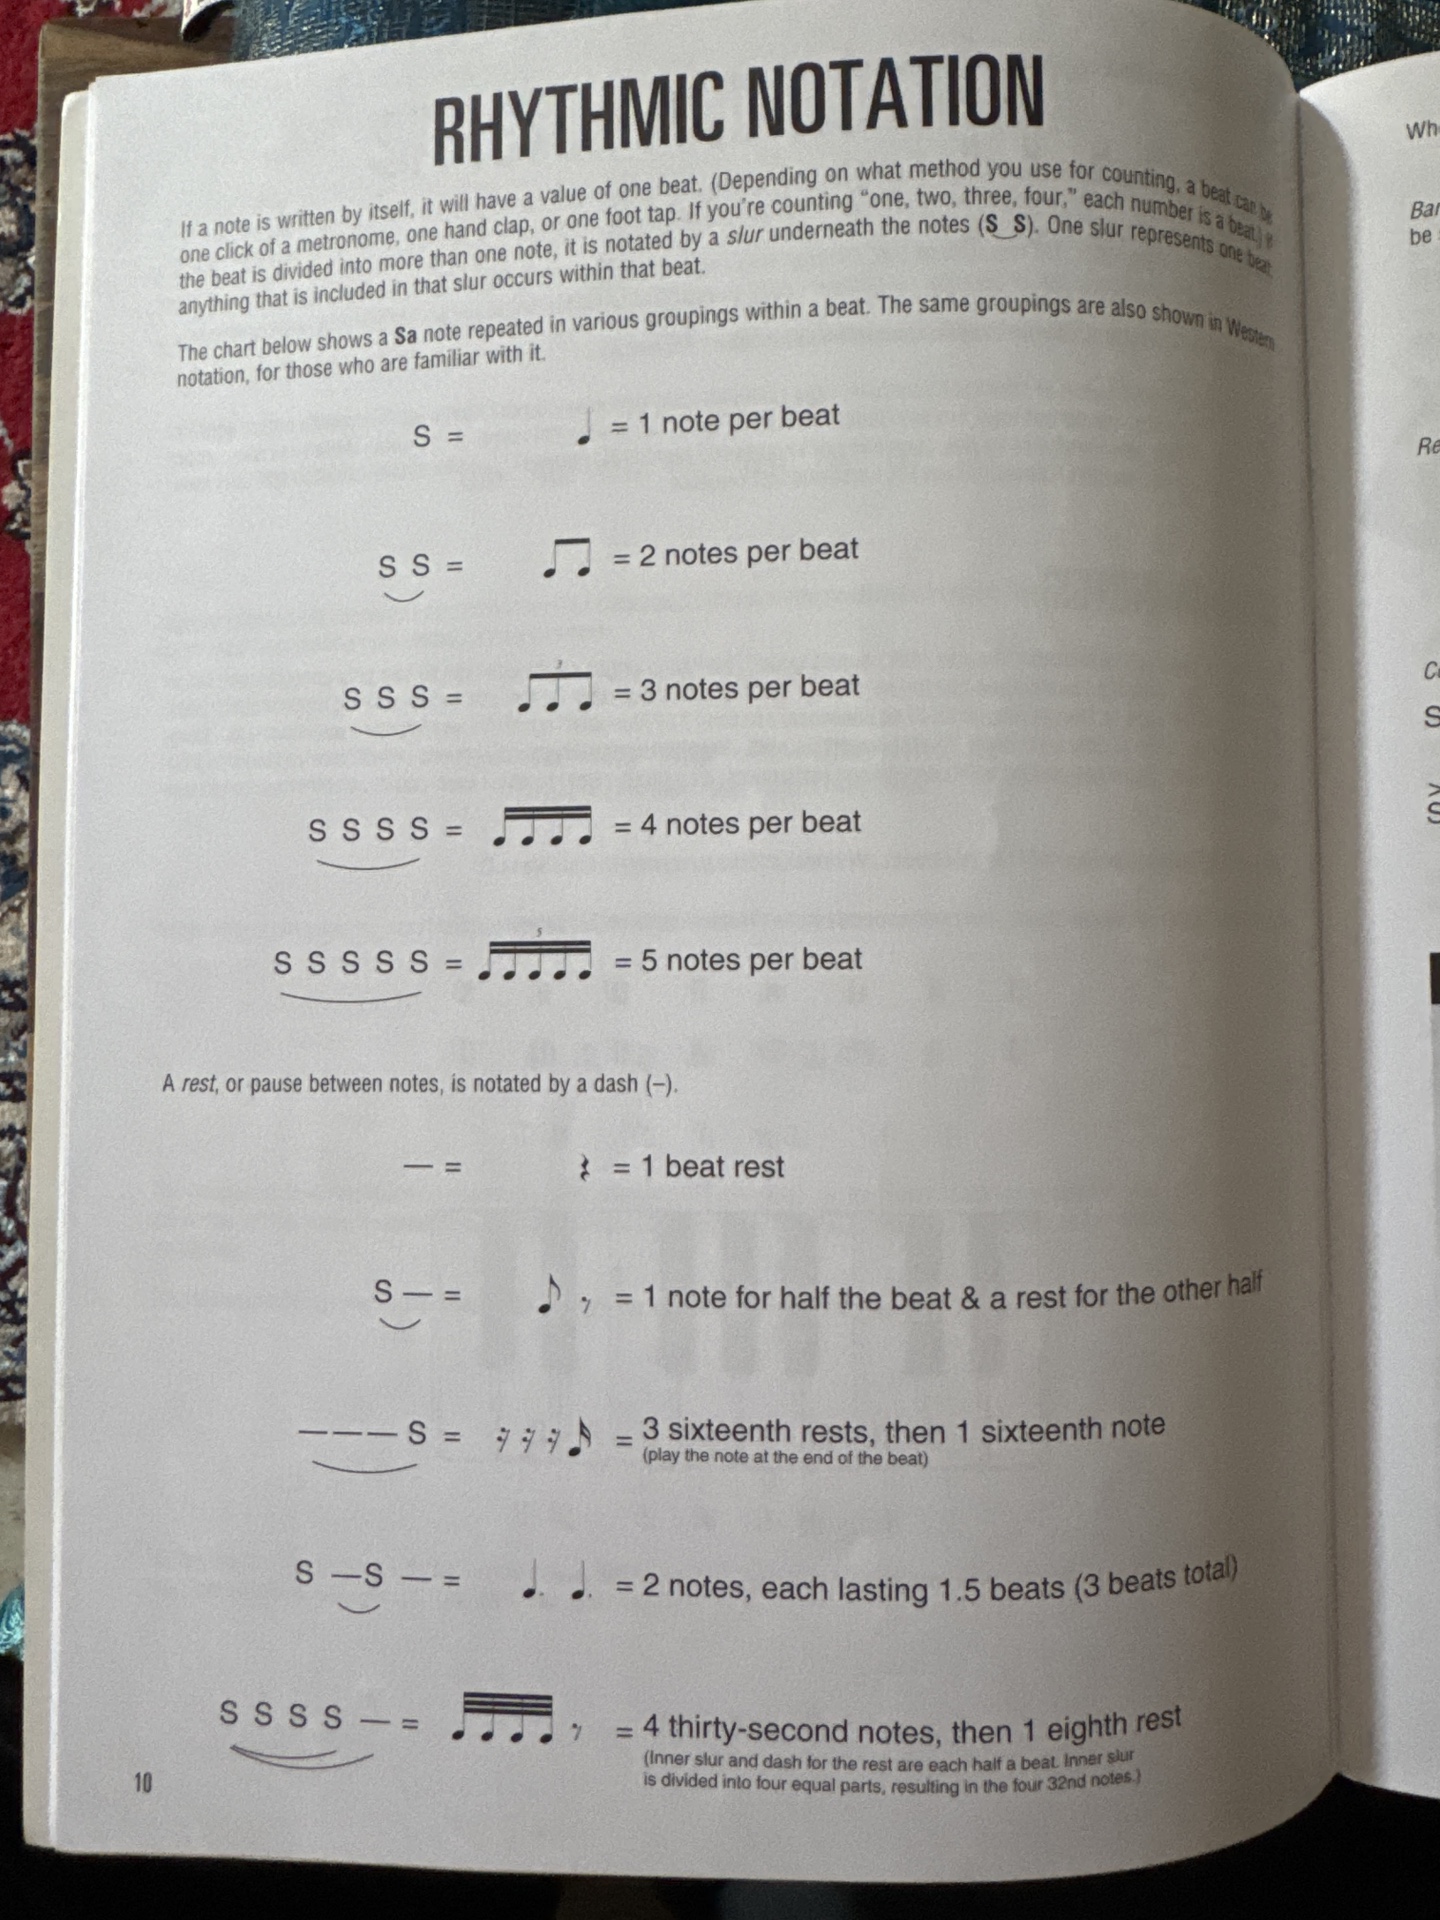 RHYTHMIC NOTATION
If a note is written by itself, it will have a value of one beat. (Depending on what method you use for counting, a beat can be
one click of a metronome, one hand clap, or one foot tap. If you're counting “one, two, three, four,” each number is a beat.) If
the beat is divided into more than one note, it is notated by a slur underneath the notes (S S). One slur represents one beat;
anything that is included in that slur occurs within that beat.
The chart below shows a Sa note repeated in various groupings within a beat. The same groupings are also shown in Western
notation, for those who are familiar with it.
S = = 1 note per beat
S S = = 2 notes per beat
3
S S S = = 3 notes per beat
S S S S = = 4 notes per beat
5
S S S S S = = 5 notes per beat
A rest, or pause between notes, is notated by a dash (–).
— = = 1 beat rest
S — = = 1 note for half the beat & a rest for the other half
— — — S = = 3 sixteenth rests, then 1 sixteenth note
(play the note at the end of the beat)
S — S — = = 2 notes, each lasting 1.5 beats (3 beats total)
S S S S — = = 4 thirty-second notes, then 1 eighth rest
(Inner slur and dash for the rest are each half a beat. Inner slur
is divided into four equal parts, resulting in the four 32nd notes.)
10
be
S
>
S